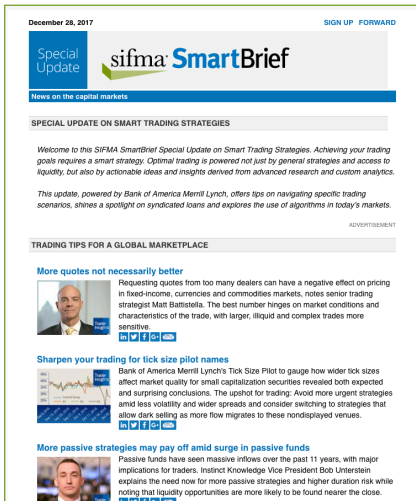 December 28, 2017
SIGN UP FORWARD
Special
Update
sifma SmartBrief
News on the capital markets
SPECIAL UPDATE ON SMART TRADING STRATEGIES
Welcome to this SIFMA SmartBrief Special Update on Smart Trading Strategies. Achieving your trading
goals requires a smart strategy. Optimal trading is powered not just by general strategies and access to
liquidity, but also by actionable ideas and insights derived from advanced research and custom analytics.
This update, powered by Bank of America Merrill Lynch, offers tips on navigating specific trading
scenarios, shines a spotlight on syndicated loans and explores the use of algorithms in today's markets.
ADVERTISEMENT
TRADING TIPS FOR A GLOBAL MARKETPLACE
More quotes not necessarily better
Requesting quotes from too many dealers can have a negative effect on pricing
in fixed-income, currencies and commodities markets, notes senior trading
strategist Matt Battistella. The best number hinges on market conditions and
characteristics of the trade, with larger, illiquid and complex trades more
sensitive.
Trader
Insights
Sharpen your trading for tick size pilot names
Bank of America Merrill Lynch's Tick Size Pilot to gauge how wider tick sizes
affect market quality for small capitalization securities revealed both expected
and surprising conclusions. The upshot for trading: Avoid more urgent strategies
amid less volatility and wider spreads and consider switching to strategies that
allow dark selling as more flow migrates to these nondisplayed venues.
Trader
Insights
More passive strategies may pay off amid surge in passive funds
Passive funds have seen massive inflows over the past 11 years, with major
implications for traders. Instinct Knowledge Vice President Bob Unterstein
explains the need now for more passive strategies and higher duration risk while
noting that liquidity opportunities are more likely to be found nearer the close.
Trader
Insights